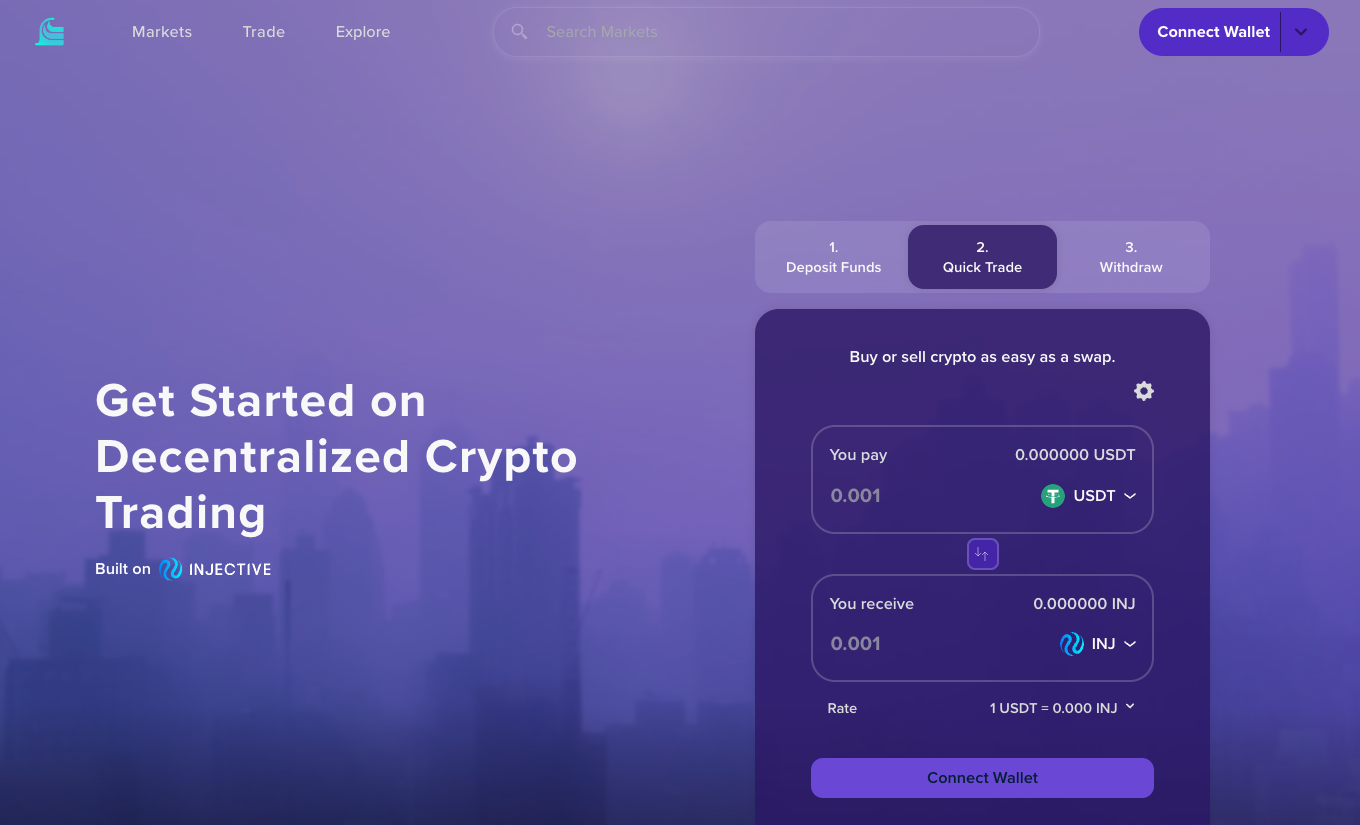 Markets
Trade
Explore
Search Markets
Connect Wallet
1.
Deposit Funds
2.
Quick Trade
3.
Withdraw
Buy or sell crypto as easy as a swap.
Get Started on
Decentralized Crypto
Trading
Built on INJECTIVE
You pay
0.000000 USDT
0.001
USDT
You receive
0.000000 INJ
0.001
INJ
Rate
1 USDT = 0.000 INJ
Connect Wallet